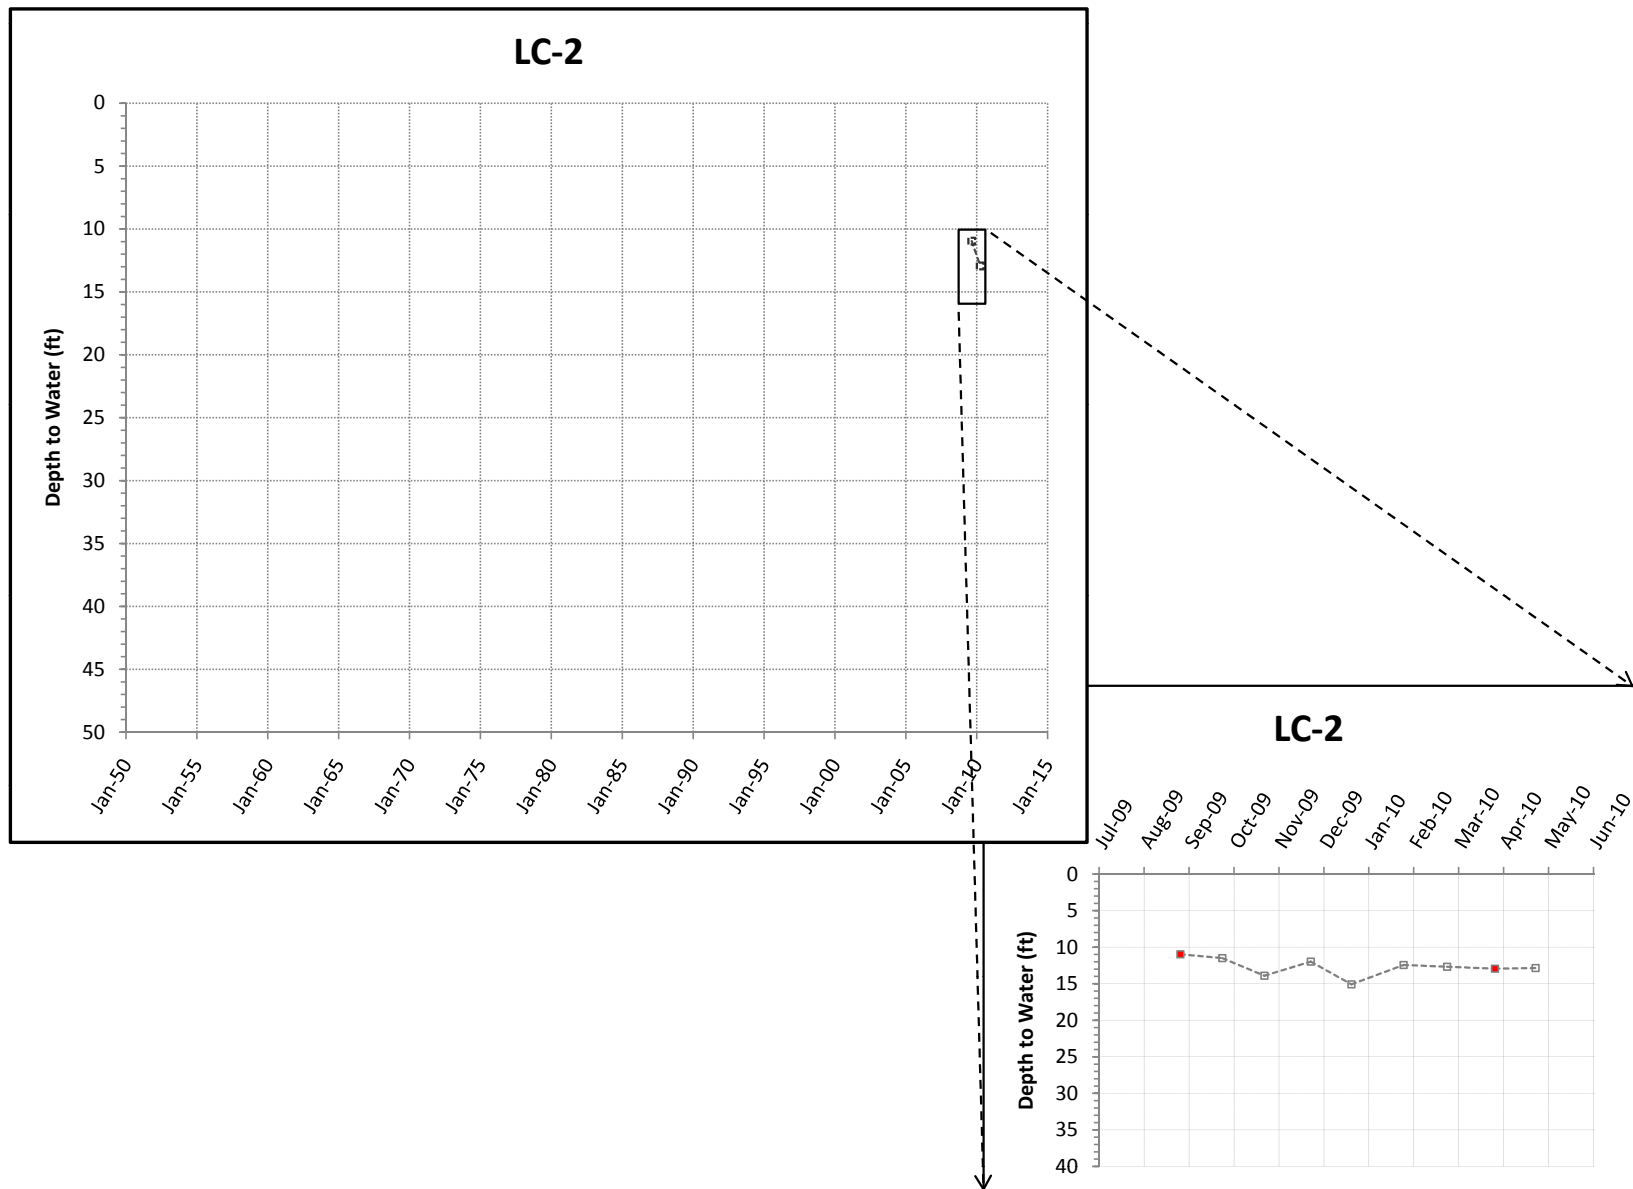 LC-2
0
5
10
15
20
25
30
35
40
45
50
Depth to Water (ft)
Jan-50
Jan-55
Jan-60
Jan-65
Jan-70
Jan-75
Jan-80
Jan-85
Jan-90
Jan-95
Jan-00
Jan-05
Jan-10
Jan-15
LC-2
Jul-09
Aug-09
Sep-09
Oct-09
Nov-09
Dec-09
Jan-10
Feb-10
Mar-10
Apr-10
May-10
Jun-10
0
5
10
15
20
25
30
35
40
Depth to Water (ft)